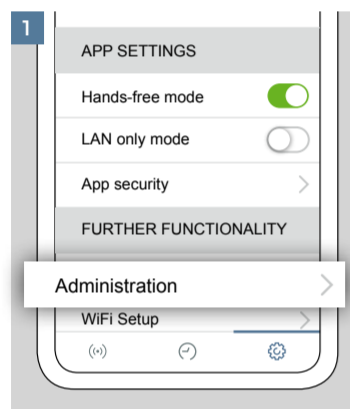 1
APP SETTINGS
Hands-free mode
LAN only mode
App security
FURTHER FUNCTIONALITY
Administration
WiFi Setup